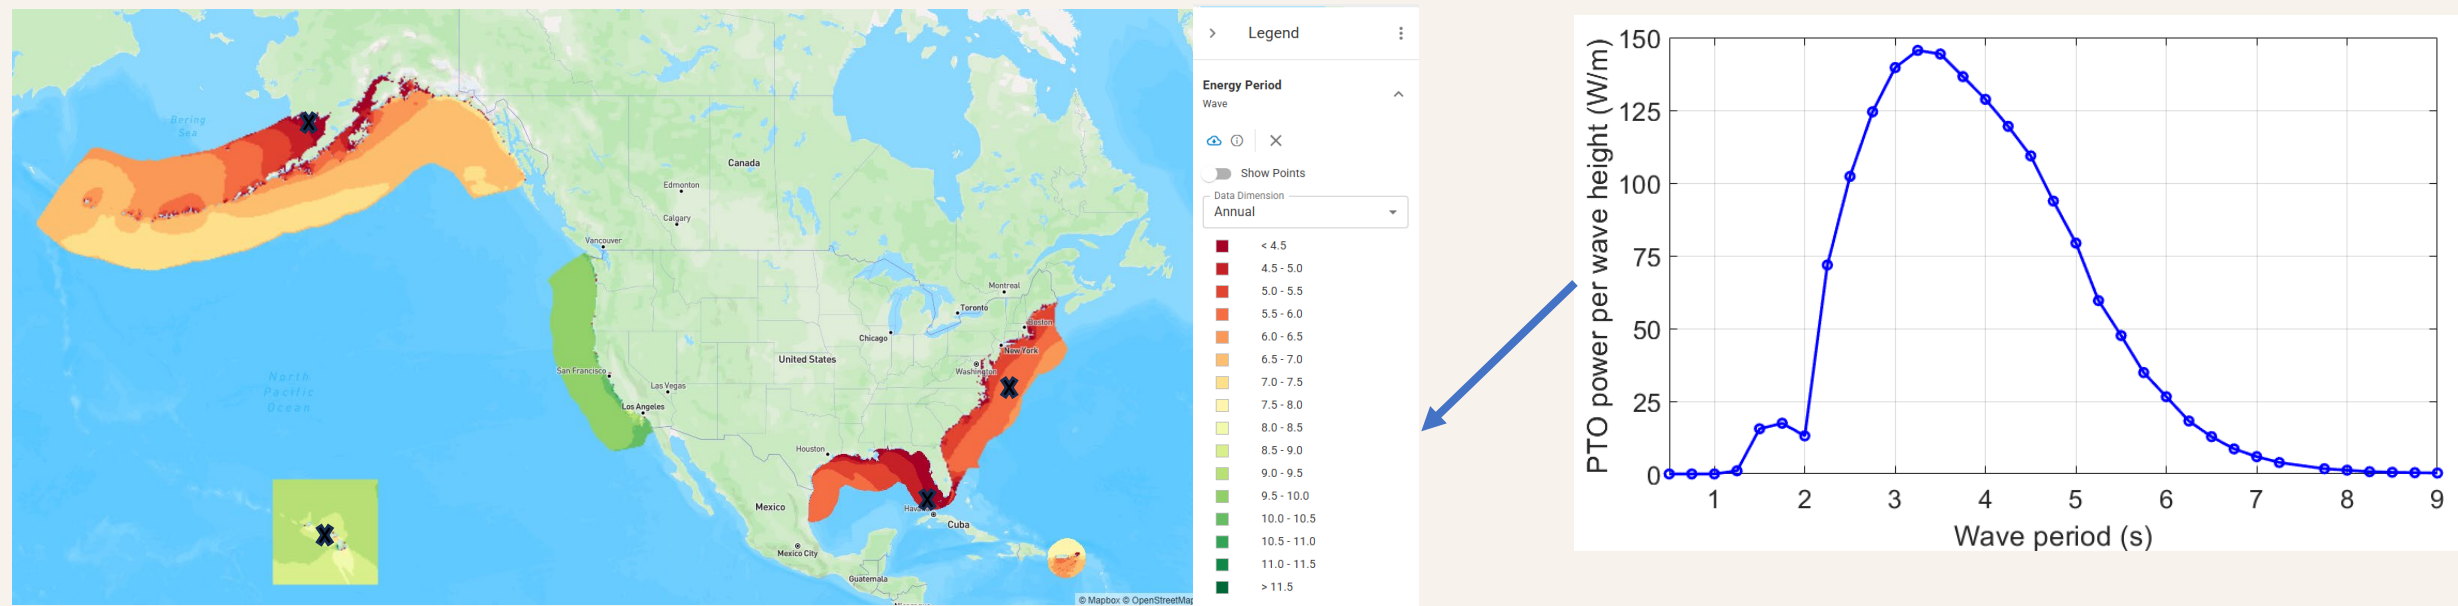 Bering
Sea
Canada
Edmonton
Calgary
Vancouver
Montreal
Toronto
Boston
Chicago
New York
United States
Washington
San Francisco
Las Vegas
Los Angeles
North
Pacific
Ocean
Houston
Mexico
Cuba
Mexico City
Guatemala
© Mapbox © OpenStreetMap
Legend
Energy Period
Wave
Show Points
Data Dimension
Annual
< 4.5
4.5 - 5.0
5.0 - 5.5
5.5 - 6.0
6.0 - 6.5
6.5 - 7.0
7.0 - 7.5
7.5 - 8.0
8.0 - 8.5
8.5 - 9.0
9.0 - 9.5
9.5 - 10.0
10.0 - 10.5
10.5 - 11.0
11.0 - 11.5
> 11.5
PTO power per wave height (W/m)
150
125
100
75
50
25
0
1 2 3 4 5 6 7 8 9
Wave period (s)